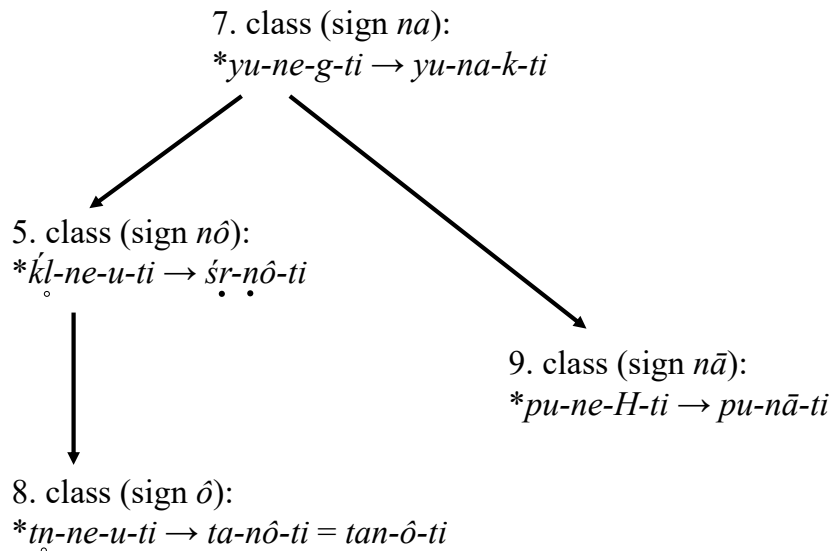 7. class (sign na):
*yu-ne-g-ti → yu-na-k-ti
5. class (sign nô):
*ḱl̥-ne-u-ti → śṛ-ṇô-ti
9. class (sign nā):
*pu-ne-H-ti → pu-nā-ti
8. class (sign ô):
*tn̥-ne-u-ti → ta-nô-ti = tan-ô-ti